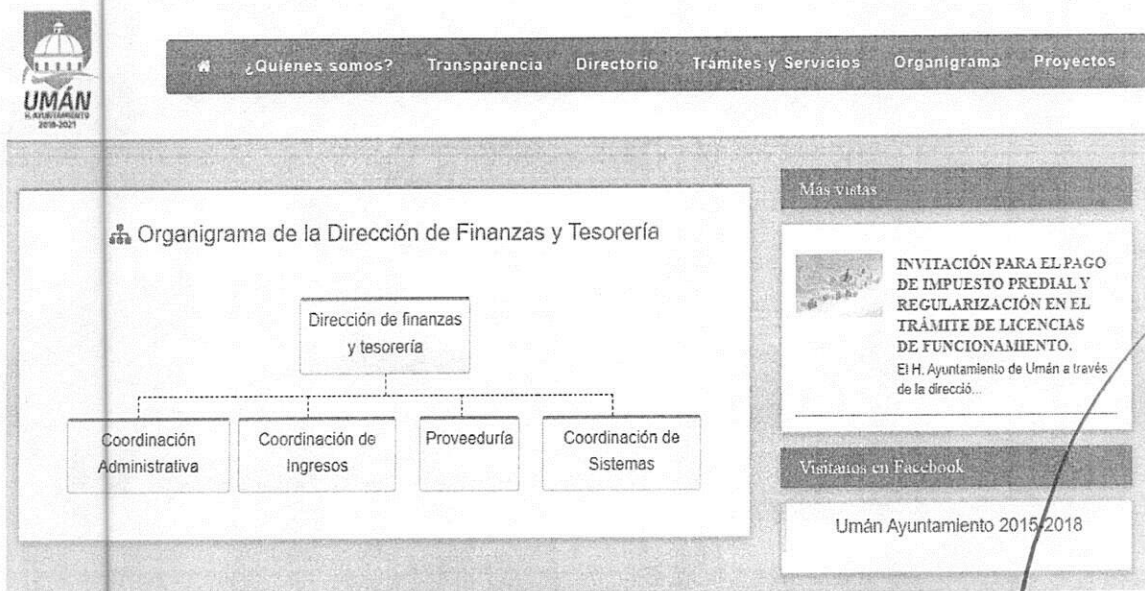 UMÁN
H. AYUNTAMIENTO
2018-2021
¿Quienes somos? Transparencia Directorio Trámites y Servicios Organigrama Proyectos
Organigrama de la Dirección de Finanzas y Tesorería
Dirección de finanzas
y tesorería
Coordinación
Administrativa
Coordinación de
Ingresos
Proveeduría
Coordinación de
Sistemas
Más vistas
INVITACIÓN PARA EL PAGO
DE IMPUESTO PREDIAL Y
REGULARIZACIÓN EN EL
TRÁMITE DE LICENCIAS
DE FUNCIONAMIENTO.
El H. Ayuntamiento de Umán a través
de la direcció...
Visítanos en Facebook
Umán Ayuntamiento 2015-2018